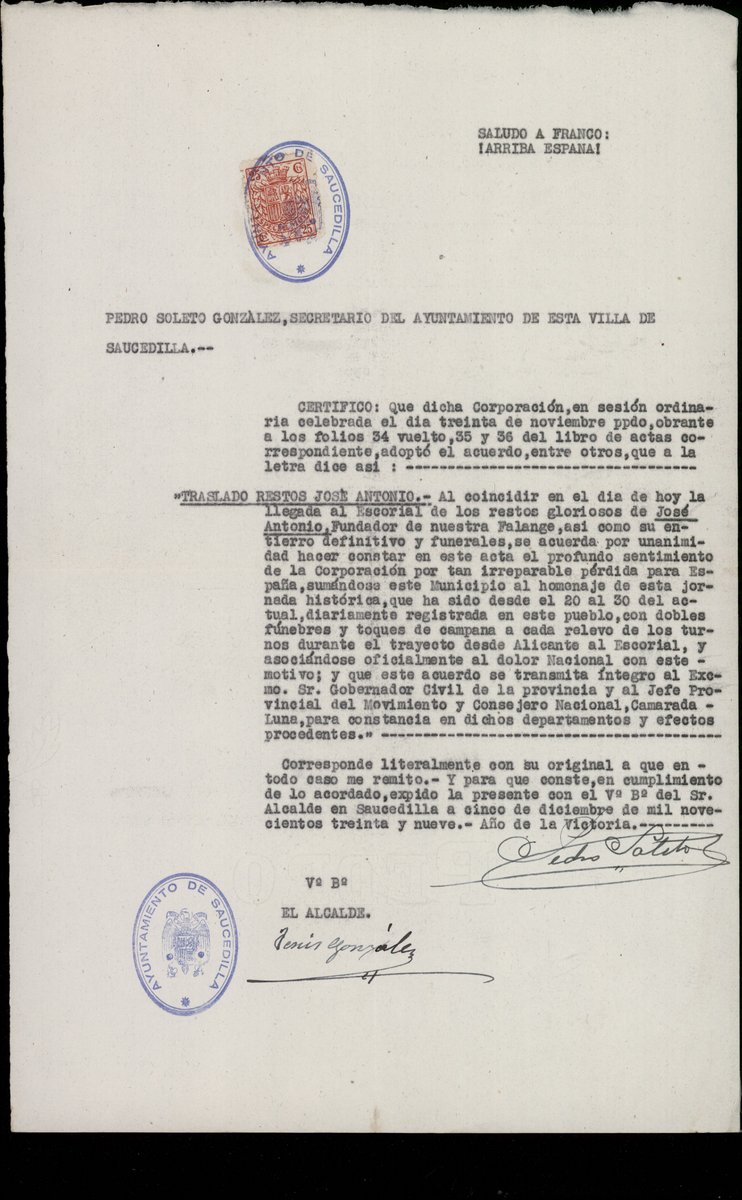 SALUDO A FRANCO:
!ARRIBA ESPANA!
AYUNTAMIENTO DE SAUCEDILLA
PEDRO SOLETO GONZÀLEZ,SECRETARIO DEL AYUNTAMIENTO DE ESTA VILLA DE
SAUCEDILLA.--
CERTIFICO: Que dicha Corporación,en sesión ordina-
ria celebrada el dia treinta de noviembre ppdo,obrante
a los folios 34 vuelto,35 y 36 del libro de actas co-
rrespondiente,adoptó el acuerdo,entre otros,que a la
letra dice asi : -----------------------------------
"TRASLADO RESTOS JOSÈ ANTONIO.- Al coincidir en el dia de hoy la
llegada al Escorial de los restos gloriosos de José
Antonio,Fundador de nuestra Falange,asi como su en-
tierro definitivo y funerales,se acuerda por unanimi-
dad hacer constar en este acta el profundo sentimiento
de la Corporación por tan irreparable pérdida para Es-
paña,sumándose este Municipio al homenaje de esta jor-
nada histórica,que ha sido desde el 20 al 30 del ac-
tual,diariamente registrada en este pueblo,con dobles
fúnebres y toques de campana a cada relevo de los tur-
nos durante el trayecto desde Alicante al Escorial, y
asociándose oficialmente al dolor Nacional con este -
motivo; y que este acuerdo se transmita íntegro al Exc-
mo. Sr. Gobernador Civil de la provincia y al Jefe Pro-
vincial del Movimiento y Consejero Nacional,Camarada -
Luna,para constancia en dichos departamentos y efectos
procedentes." -----------------------------------------
Corresponde literalmente con su original a que en -
todo caso me remito.- Y para que conste,en cumplimiento
de lo acordado,expido la presente con el Vº Bº del Sr.
Alcalde en Saucedilla a cinco de diciembre de mil nove-
cientos treinta y nueve.- Año de la Victoria.---------
Pedro Soleto
Vº Bº
EL ALCALDE.
González
AYUNTAMIENTO DE SAUCEDILLA